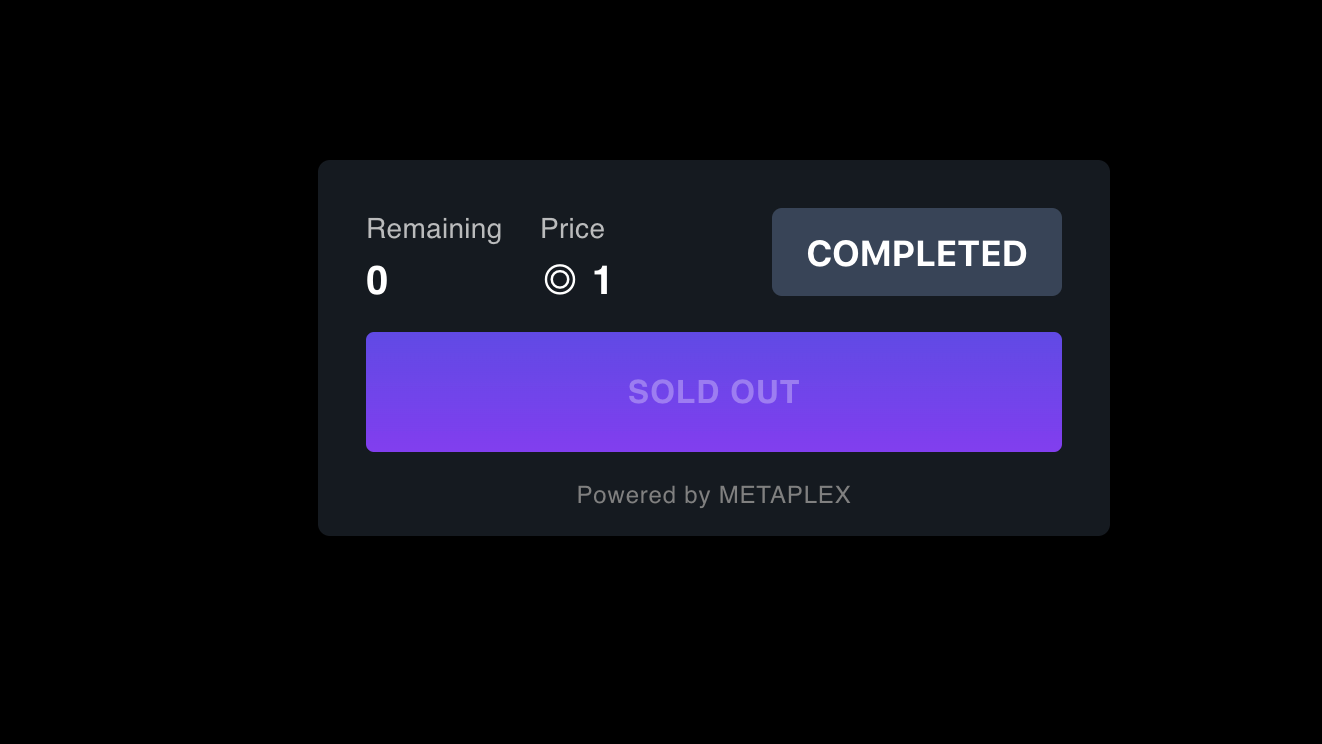 Remaining
Price
COMPLETED
0
◎ 1
SOLD OUT
Powered by METAPLEX